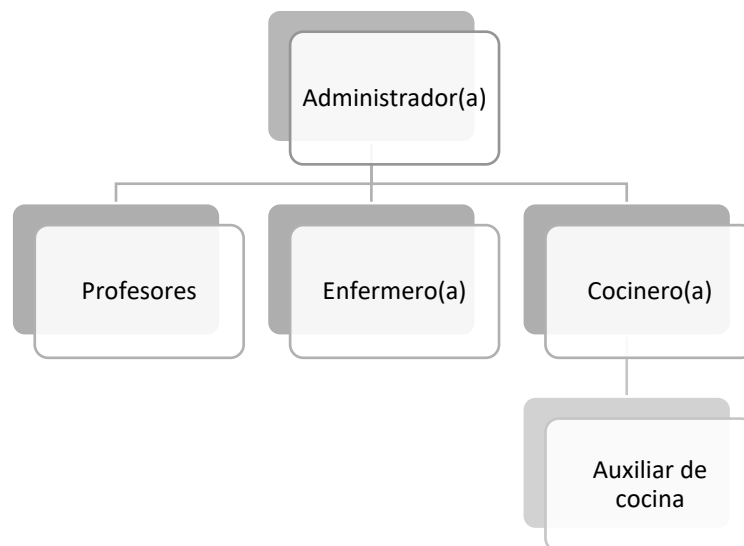 Administrador(a)
Profesores
Enfermero(a)
Cocinero(a)
Auxiliar de
cocina